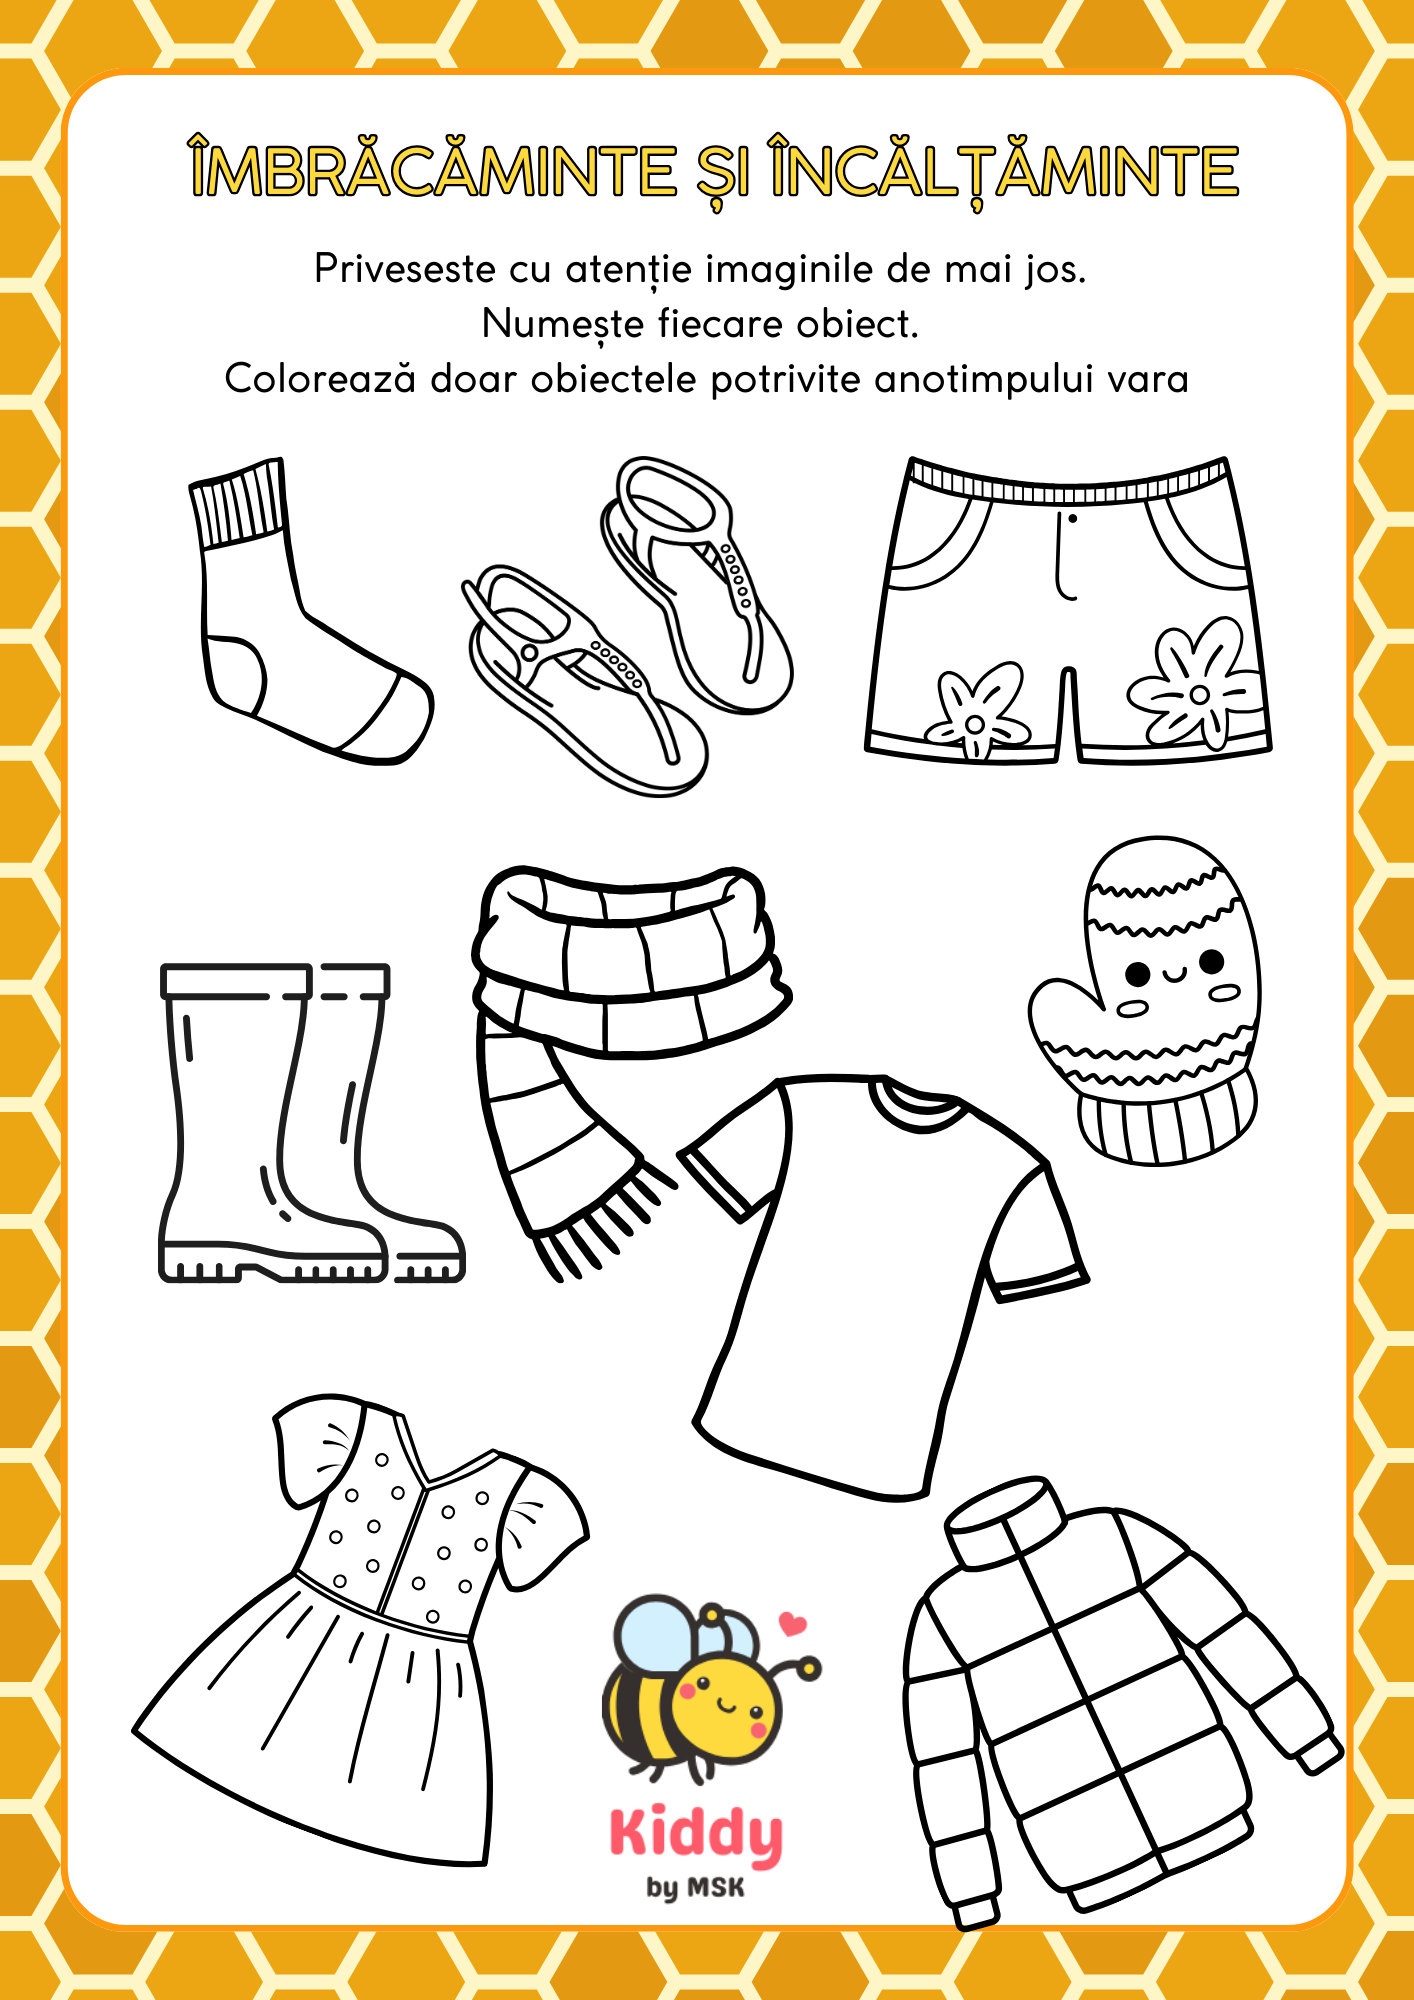 ÎMBRĂCĂMINTE ȘI ÎNCĂLȚĂMINTE
Priveseste cu atenție imaginile de mai jos.
Numește fiecare obiect.
Colorează doar obiectele potrivite anotimpului vara
Kiddy
by MSK